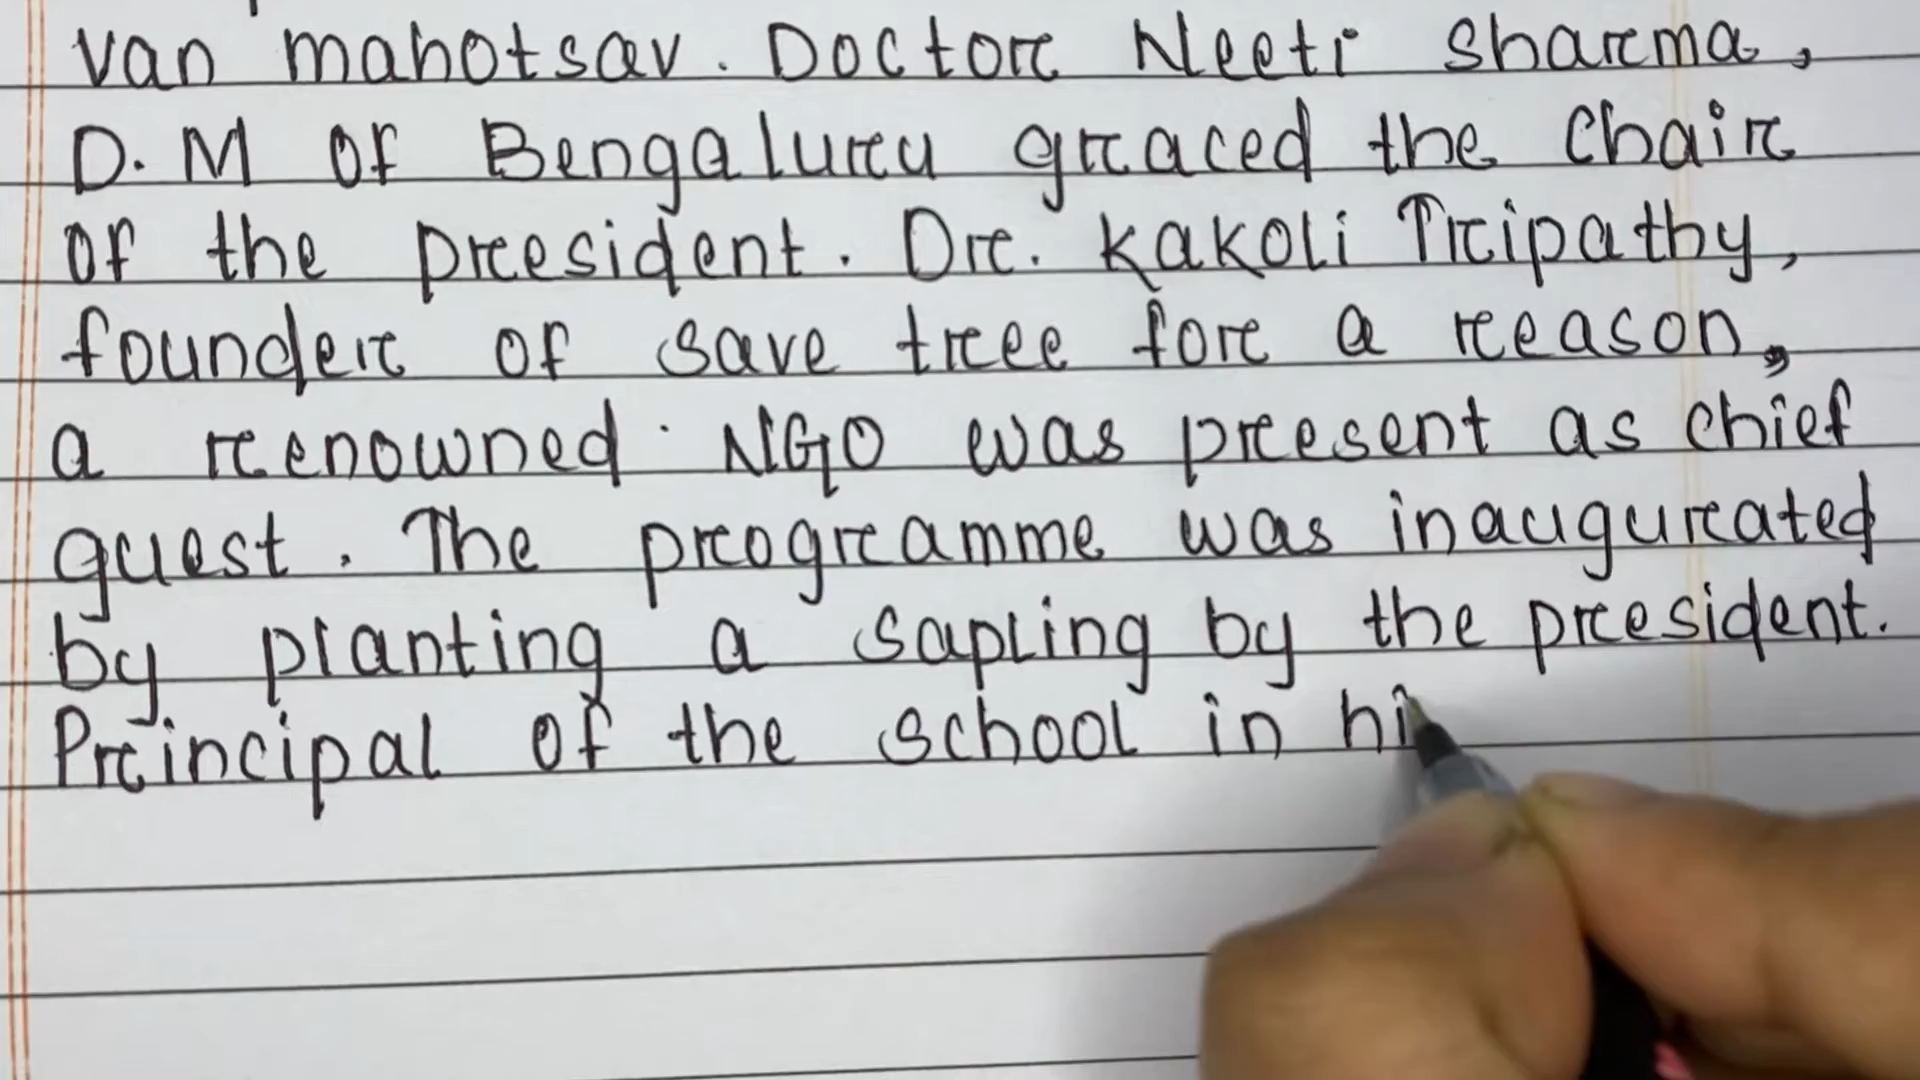 van mahotsav. Doctor Neeti Sharma,
D.M of Bengaluru graced the chair
of the president. Dr. Kakoli Tripathy,
founder of save tree for a reason,
a renowned NGO was present as chief
guest. The programme was inaugurated
by planting a sapling by the president.
Principal of the school in hi